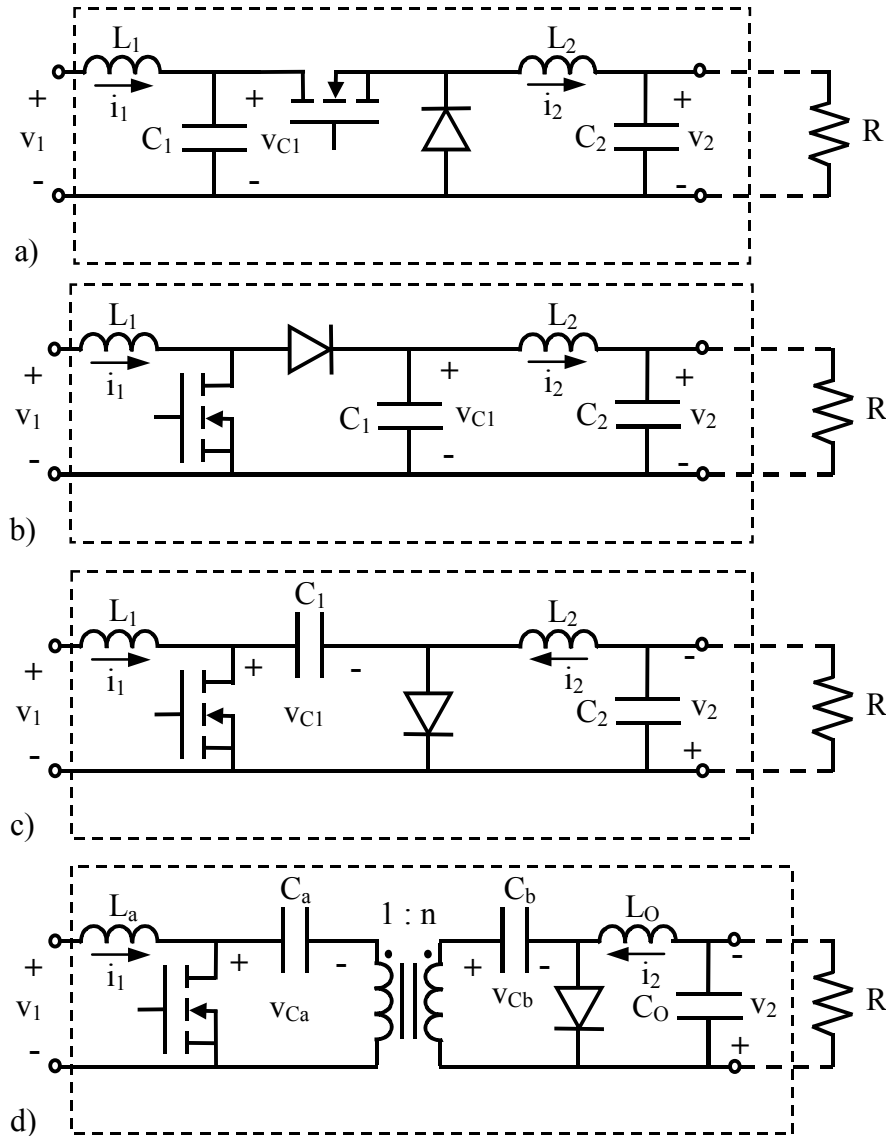 L1 L2
+ i1 + i2 +
v1 C1 vC1 C2 v2 R
- - -
a)
L1 L2
+ i1 + i2 +
v1 C1 vC1 C2 v2 R
- - -
b)
C1
L1 L2
+ i1 + - i2 -
v1 vC1 C2 v2 R
- +
c)
Ca Cb
La 1 : n LO
+ i1 + - + - i2 -
v1 vCa vCb CO v2 R
- +
d)